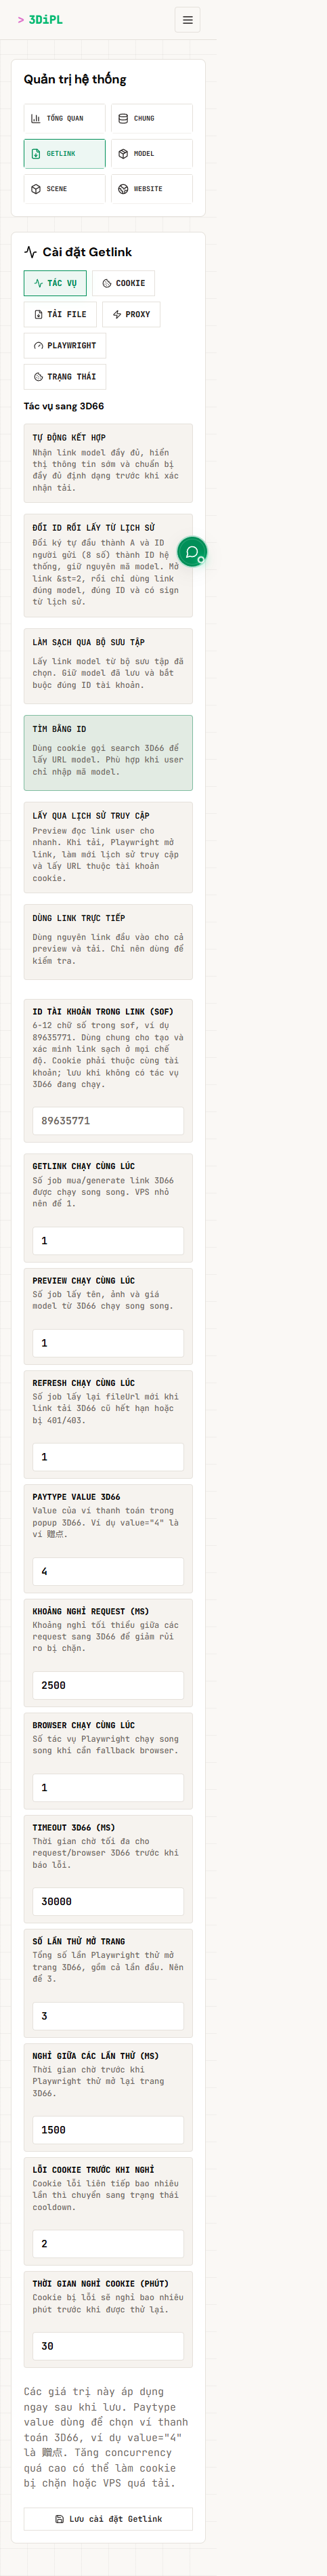 > 3DiPL
Quản trị hệ thống
TỔNG QUAN
CHUNG
GETLINK
MODEL
SCENE
WEBSITE
Cài đặt Getlink
TÁC VỤ
COOKIE
TẢI FILE
PROXY
PLAYWRIGHT
TRẠNG THÁI
Tác vụ sang 3D66
TỰ ĐỘNG KẾT HỢP
Nhận link model đầy đủ, hiển
thị thông tin sớm và chuẩn bị
đầy đủ định dạng trước khi xác
nhận tải.
ĐỔI ID RỒI LẤY TỪ LỊCH SỬ
Đổi ký tự đầu thành A và ID
người gửi (8 số) thành ID hệ
thống, giữ nguyên mã model. Mở
link &st=2, rồi chỉ dùng link
đúng model, đúng ID và có sign
từ lịch sử.
LÀM SẠCH QUA BỘ SƯU TẬP
Lấy link model từ bộ sưu tập đã
chọn. Giữ model đã lưu và bắt
buộc đúng ID tài khoản.
TÌM BẰNG ID
Dùng cookie gọi search 3D66 để
lấy URL model. Phù hợp khi user
chỉ nhập mã model.
LẤY QUA LỊCH SỬ TRUY CẬP
Preview đọc link user cho
nhanh. Khi tải, Playwright mở
link, làm mới lịch sử truy cập
và lấy URL thuộc tài khoản
cookie.
DÙNG LINK TRỰC TIẾP
Dùng nguyên link đầu vào cho cả
preview và tải. Chỉ nên dùng để
kiểm tra.
ID TÀI KHOẢN TRONG LINK (SOF)
6-12 chữ số trong sof, ví dụ
89635771. Dùng chung cho tạo và
xác minh link sạch ở mọi chế
độ. Cookie phải thuộc cùng tài
khoản; lưu khi không có tác vụ
3D66 đang chạy.
89635771
GETLINK CHẠY CÙNG LÚC
Số job mua/generate link 3D66
được chạy song song. VPS nhỏ
nên để 1.
1
PREVIEW CHẠY CÙNG LÚC
Số job lấy tên, ảnh và giá
model từ 3D66 chạy song song.
1
REFRESH CHẠY CÙNG LÚC
Số job lấy lại fileUrl mới khi
link tải 3D66 cũ hết hạn hoặc
bị 401/403.
1
PAYTYPE VALUE 3D66
Value của ví thanh toán trong
popup 3D66. Ví dụ value="4" là
ví 赠点.
4
KHOẢNG NGHỈ REQUEST (MS)
Khoảng nghỉ tối thiểu giữa các
request sang 3D66 để giảm rủi
ro bị chặn.
2500
BROWSER CHẠY CÙNG LÚC
Số tác vụ Playwright chạy song
song khi cần fallback browser.
1
TIMEOUT 3D66 (MS)
Thời gian chờ tối đa cho
request/browser 3D66 trước khi
báo lỗi.
30000
SỐ LẦN THỬ MỞ TRANG
Tổng số lần Playwright thử mở
trang 3D66, gồm cả lần đầu. Nên
để 3.
3
NGHỈ GIỮA CÁC LẦN THỬ (MS)
Thời gian chờ trước khi
Playwright thử mở lại trang
3D66.
1500
LỖI COOKIE TRƯỚC KHI NGHỈ
Cookie lỗi liên tiếp bao nhiêu
lần thì chuyển sang trạng thái
cooldown.
2
THỜI GIAN NGHỈ COOKIE (PHÚT)
Cookie bị lỗi sẽ nghỉ bao nhiêu
phút trước khi được thử lại.
30
Các giá trị này áp dụng
ngay sau khi lưu. Paytype
value dùng để chọn ví thanh
toán 3D66, ví dụ value="4"
là 赠点. Tăng concurrency
quá cao có thể làm cookie
bị chặn hoặc VPS quá tải.
Lưu cài đặt Getlink